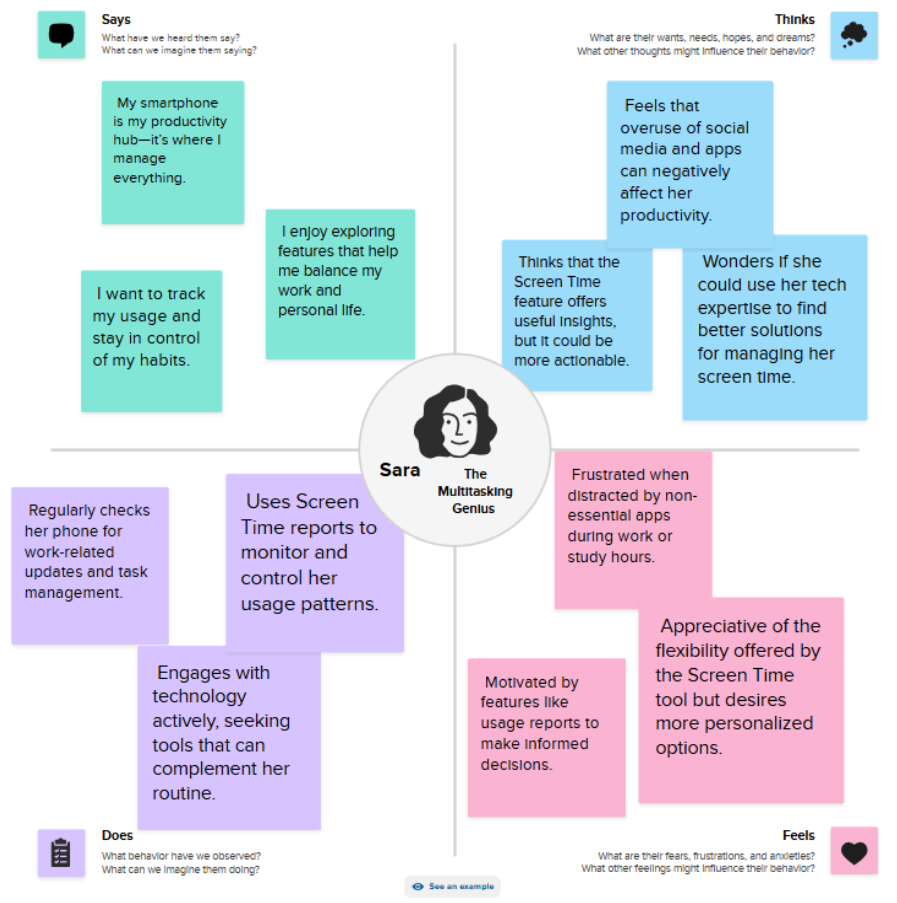 Says
What have we heard them say?
What can we imagine them saying?
Thinks
What are their wants, needs, hopes, and dreams?
What other thoughts might influence their behavior?
My smartphone
is my productivity
hub—it's where I
manage
everything.
I enjoy exploring
features that help
me balance my
work and
personal life.
I want to track
my usage and
stay in control
of my habits.
Feels that
overuse of social
media and apps
can negatively
affect her
productivity.
Thinks that the
Screen Time
feature offers
useful insights,
but it could be
more actionable.
Wonders if she
could use her tech
expertise to find
better solutions
for managing her
screen time.
Sara
The
Multitasking
Genius
Regularly checks
her phone for
work-related
updates and task
management.
Uses Screen
Time reports to
monitor and
control her
usage patterns.
Engages with
technology
actively, seeking
tools that can
complement her
routine.
Frustrated when
distracted by non-
essential apps
during work or
study hours.
Appreciative of the
flexibility offered by
the Screen Time
tool but desires
more personalized
options.
Motivated by
features like
usage reports to
make informed
decisions.
Does
What behavior have we observed?
What can we imagine them doing?
Feels
What are their fears, frustrations, and anxieties?
What other feelings might influence their behavior?
See an example